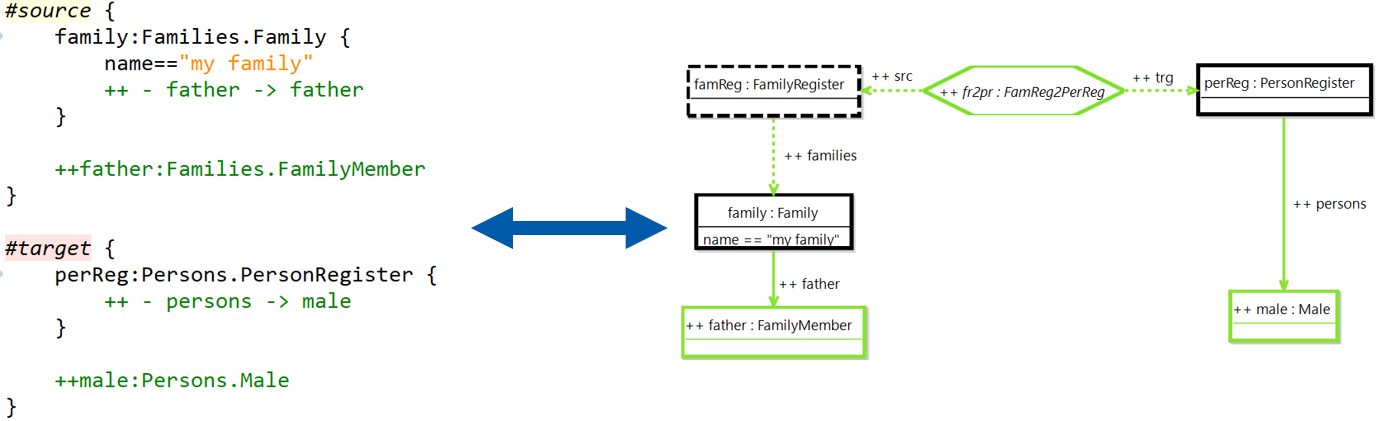 #source {
family:Families.Family {
name=="my family"
++ - father -> father
}
++father:Families.FamilyMember
}
#target {
perReg:Persons.PersonRegister {
++ - persons -> male
}
++male:Persons.Male
}
famReg : FamilyRegister
++ src
++ fr2pr : FamReg2PerReg
++ trg
perReg : PersonRegister
++ families
family : Family
name == "my family"
++ persons
++ father
++ father : FamilyMember
++ male : Male